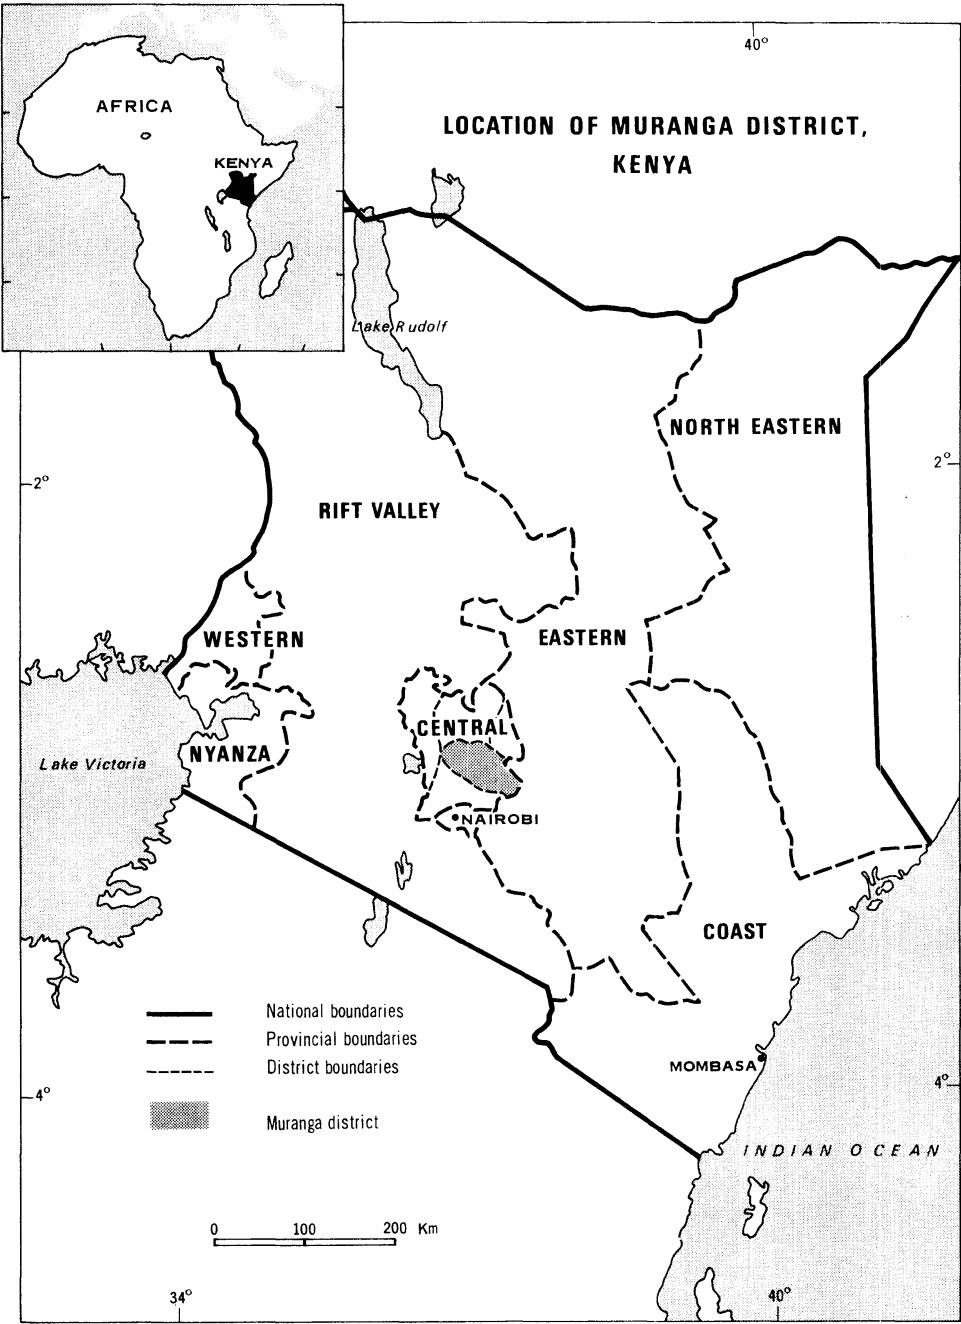 40°
AFRICA
LOCATION OF MURANGA DISTRICT,
KENYA
KENYA
Lake Rudolf
NORTH EASTERN
2°
2°
RIFT VALLEY
WESTERN
EASTERN
CENTRAL
NYANZA
Lake Victoria
NAIROBI
COAST
National boundaries
Provincial boundaries
District boundaries
MOMBASA
4°
4°
Muranga district
INDIAN OCEAN
0 100 200 Km
34°
40°